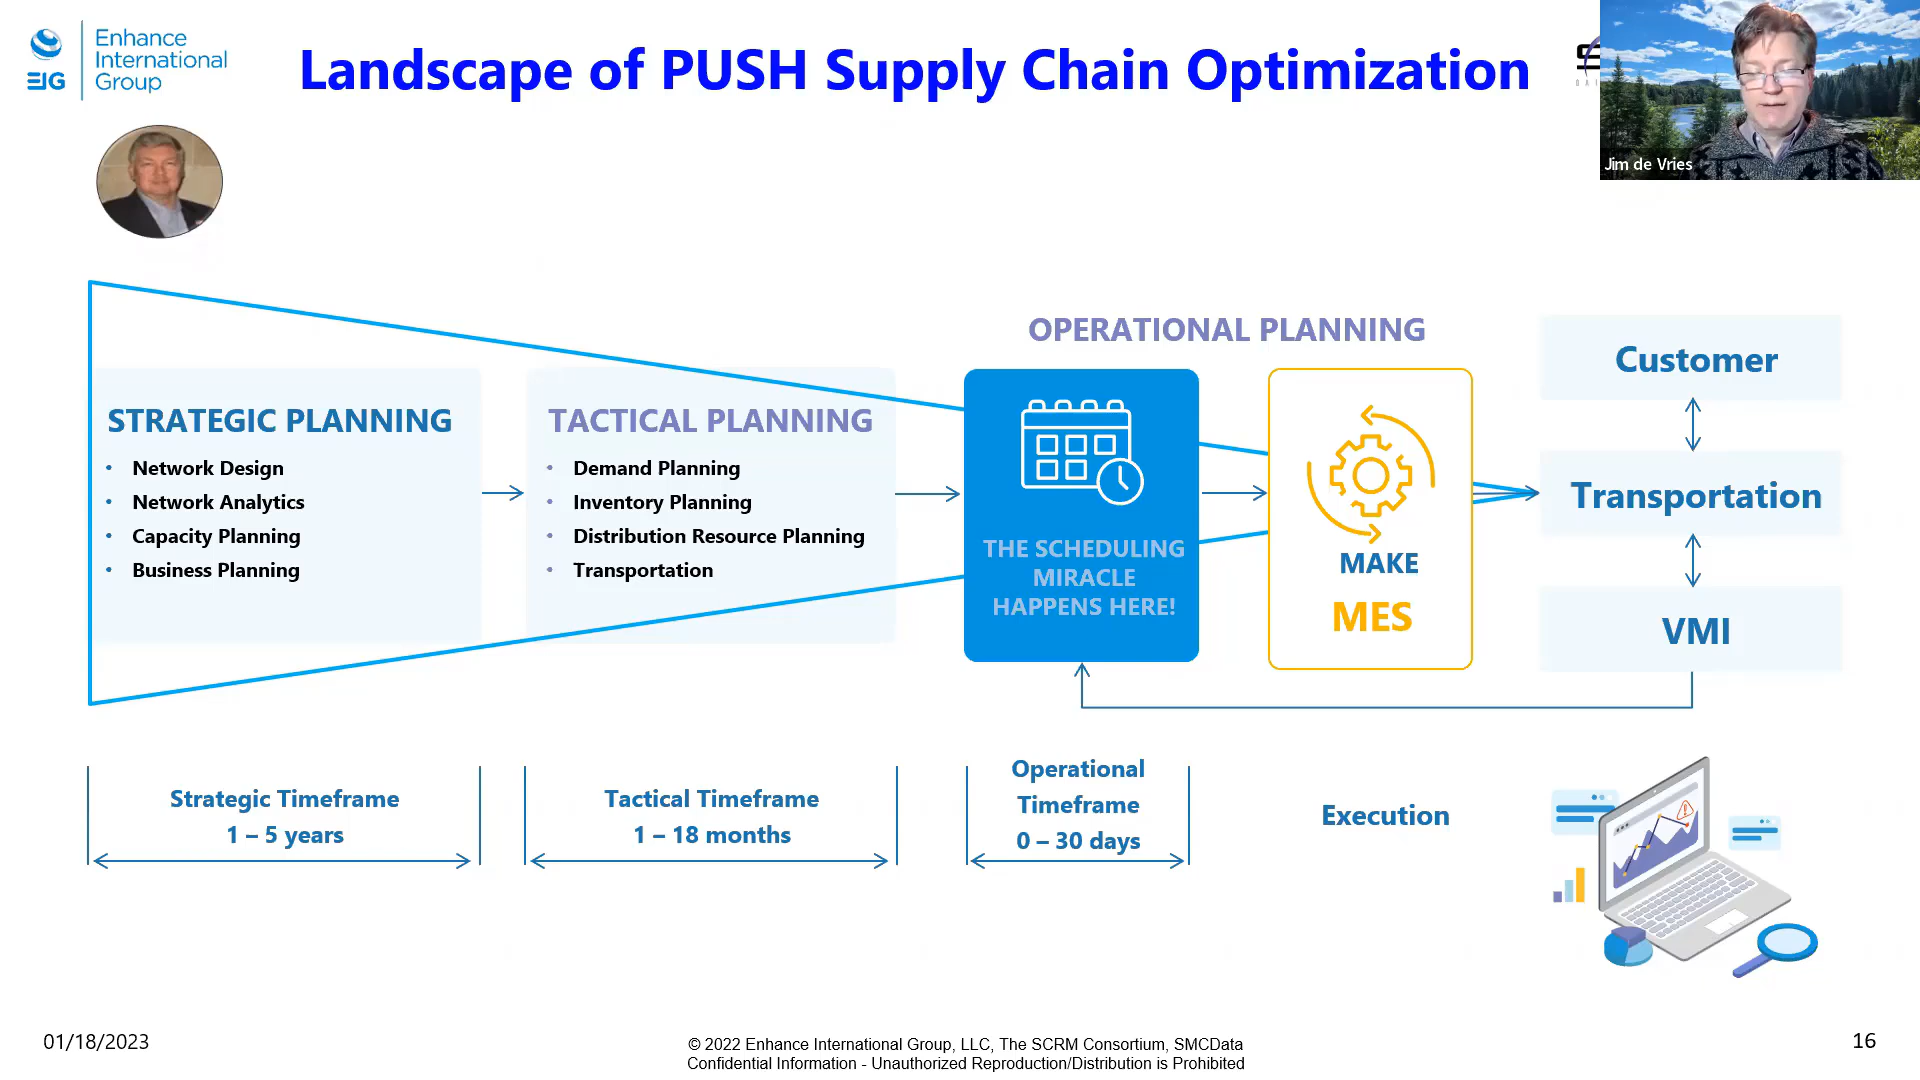 EIG
Enhance
International
Group
Landscape of PUSH Supply Chain Optimization
Jim de Vries
OPERATIONAL PLANNING
STRATEGIC PLANNING
• Network Design
• Network Analytics
• Capacity Planning
• Business Planning
TACTICAL PLANNING
• Demand Planning
• Inventory Planning
• Distribution Resource Planning
• Transportation
THE SCHEDULING
MIRACLE
HAPPENS HERE!
MAKE
MES
Customer
Transportation
VMI
Strategic Timeframe
1 – 5 years
Tactical Timeframe
1 – 18 months
Operational
Timeframe
0 – 30 days
Execution
01/18/2023
© 2022 Enhance International Group, LLC, The SCRM Consortium, SMCData
Confidential Information - Unauthorized Reproduction/Distribution is Prohibited
16